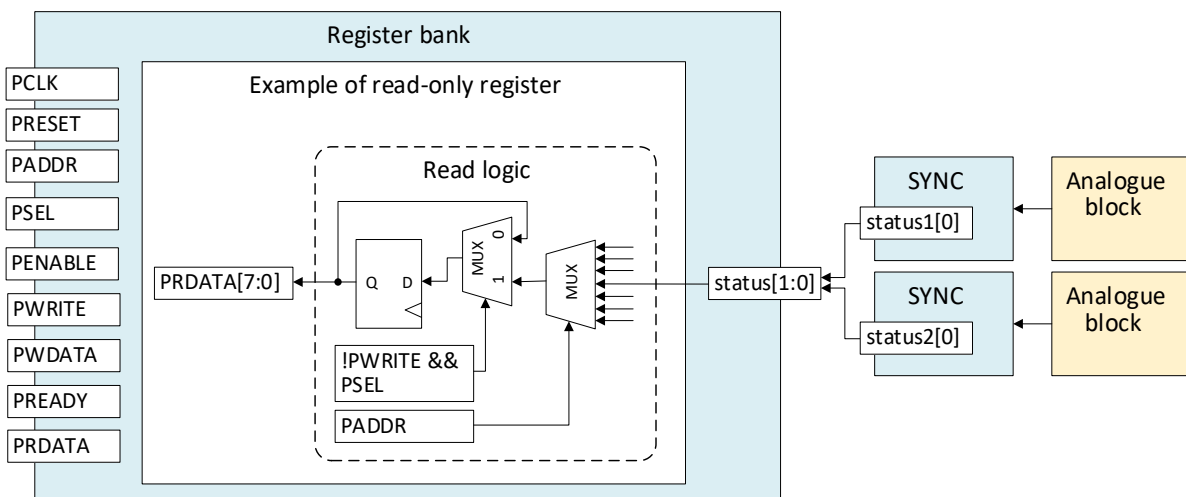 Register bank
Example of read-only register
PCLK
PRESET
PADDR
PSEL
PENABLE
PWRITE
PWDATA
PREADY
PRDATA
Read logic
PRDATA[7:0]
Q D
MUX
0
1
MUX
!PWRITE &&
PSEL
PADDR
status[1:0]
SYNC
status1[0]
Analogue
block
SYNC
status2[0]
Analogue
block